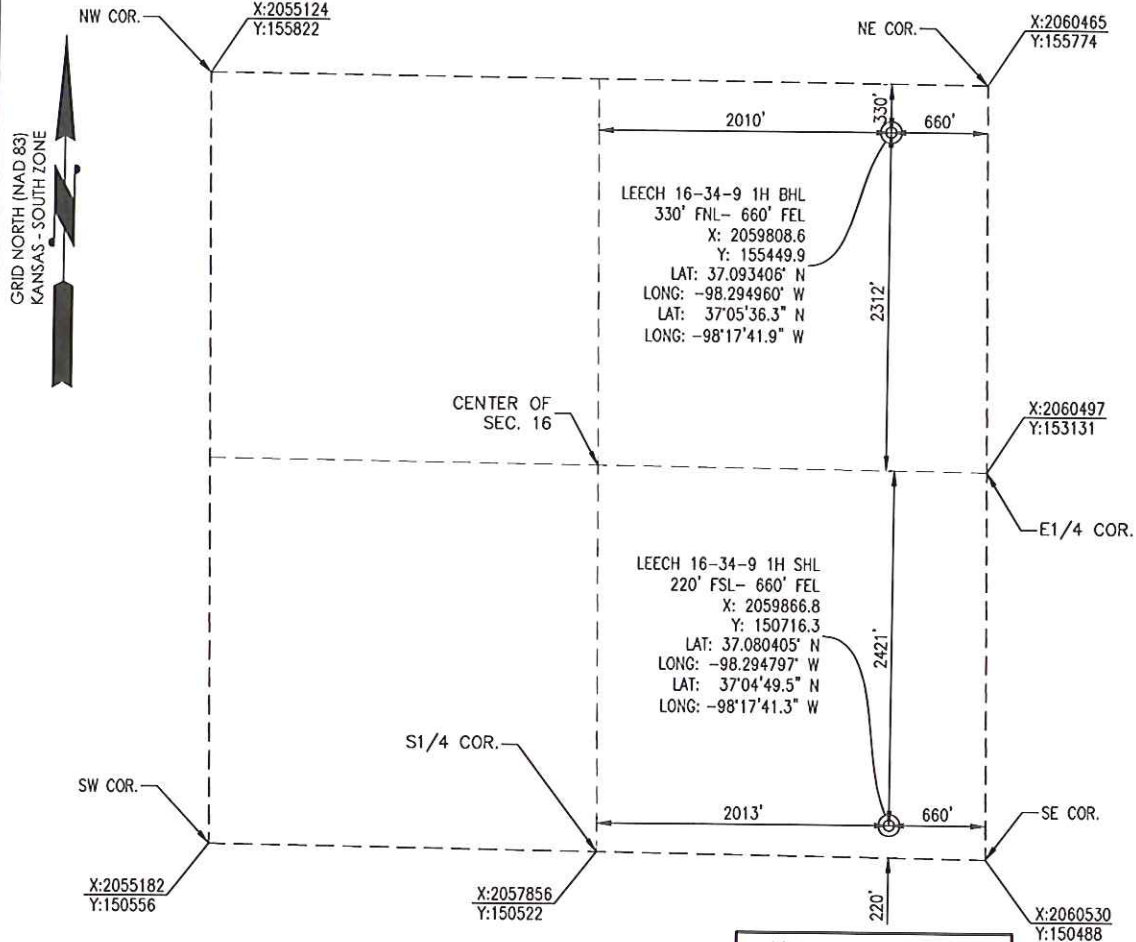 NW COR.
X:2055124
Y:155822
NE COR.
X:2060465
Y:155774
GRID NORTH (NAD 83)
KANSAS - SOUTH ZONE
330'
2010'
660'
LEECH 16-34-9 1H BHL
330' FNL- 660' FEL
X: 2059808.6
Y: 155449.9
LAT: 37.093406° N
LONG: -98.294960° W
LAT: 37°05'36.3" N
LONG: -98°17'41.9" W
2312'
CENTER OF
SEC. 16
X:2060497
Y:153131
E1/4 COR.
LEECH 16-34-9 1H SHL
220' FSL- 660' FEL
X: 2059866.8
Y: 150716.3
LAT: 37.080405° N
LONG: -98.294797° W
LAT: 37°04'49.5" N
LONG: -98°17'41.3" W
2421'
S1/4 COR.
SW COR.
2013'
660'
SE COR.
X:2055182
Y:150556
X:2057856
Y:150522
220'
X:2060530
Y:150488